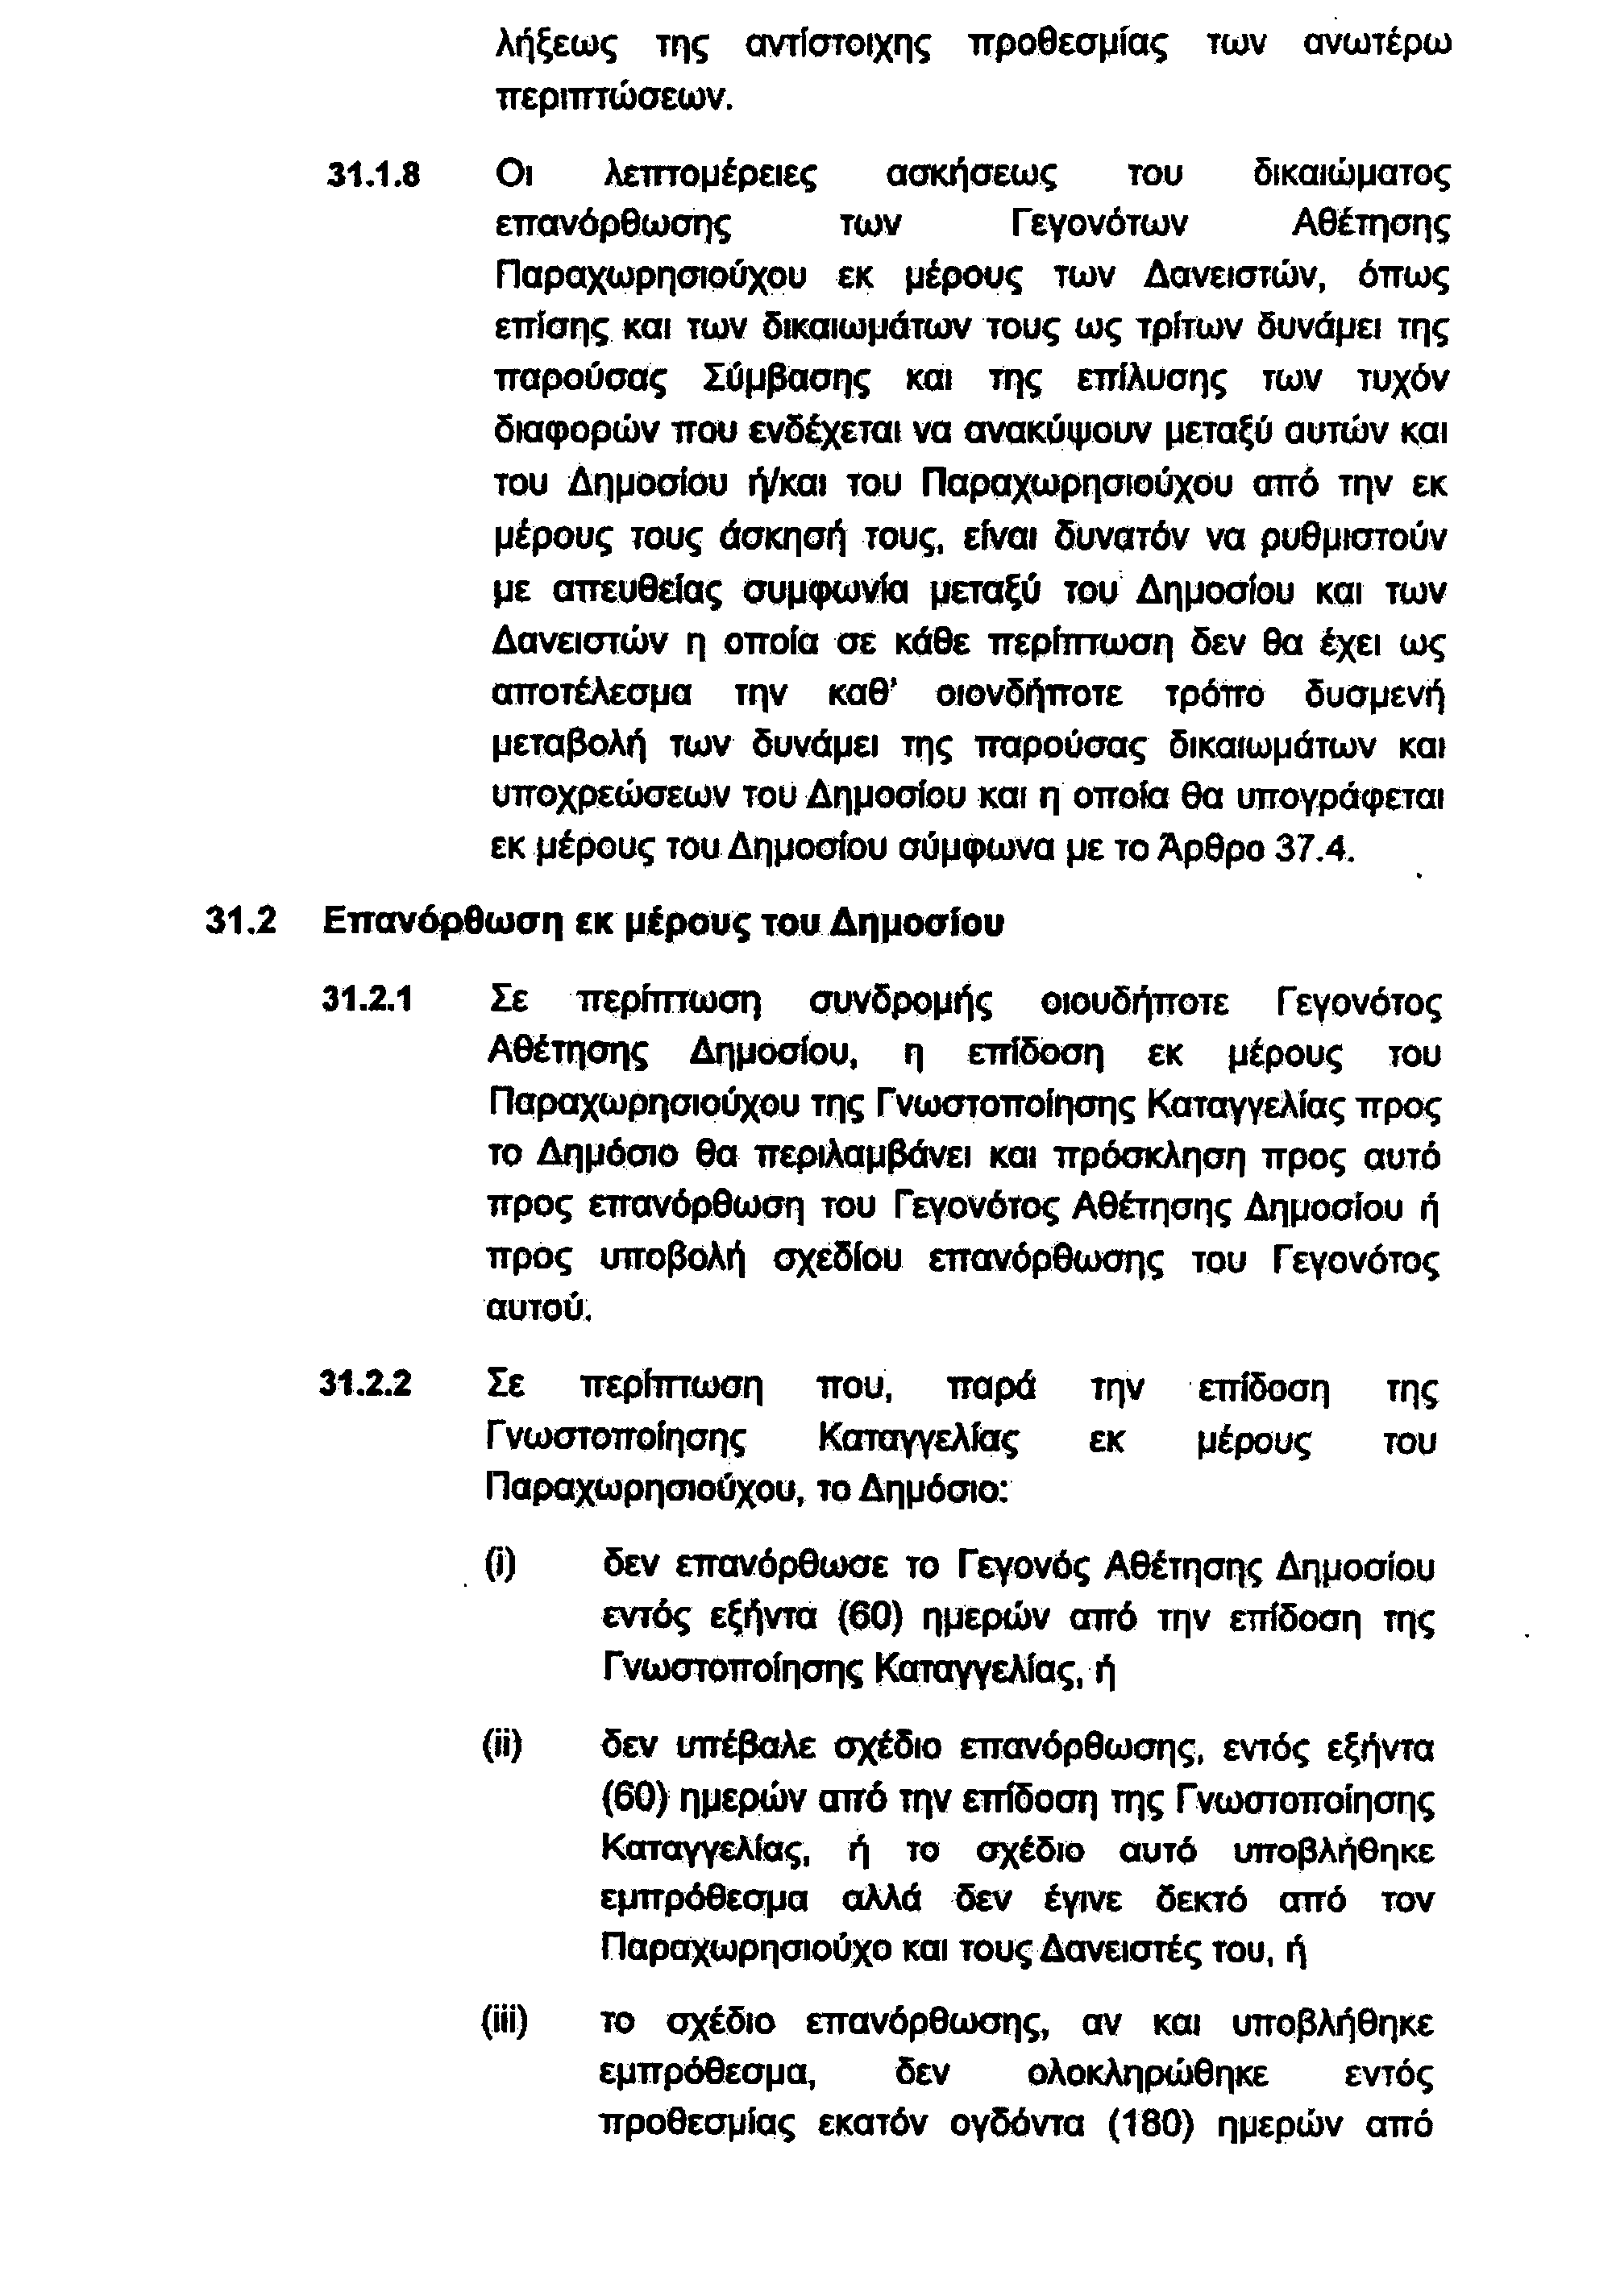 λήξεως της αντίστοιχης προθεσμίας των ανωτέρω
περιπτώσεων.
31.1.8 Οι λεπτομέρειες ασκήσεως του δικαιώματος
επανόρθωσης των Γεγονότων Αθέτησης
Παραχωρησιούχου εκ μέρους των Δανειστών, όπως
επίσης και των δικαιωμάτων τους ως τρίτων δυνάμει της
παρούσας Σύμβασης και της επίλυσης των τυχόν
διαφορών που ενδέχεται να ανακύψουν μεταξύ αυτών και
του Δημοσίου ή/και του Παραχωρησιούχου από την εκ
μέρους τους άσκησή τους, είναι δυνατόν να ρυθμιστούν
με απευθείας συμφωνία μεταξύ του Δημοσίου και των
Δανειστών η οποία σε κάθε περίπτωση δεν θα έχει ως
αποτέλεσμα την καθ' οιονδήποτε τρόπο δυσμενή
μεταβολή των δυνάμει της παρούσας δικαιωμάτων και
υποχρεώσεων του Δημοσίου και η οποία θα υπογράφεται
εκ μέρους του Δημοσίου σύμφωνα με το Άρθρο 37.4.
31.2 Επανόρθωση εκ μέρους του Δημοσίου
31.2.1 Σε περίπτωση συνδρομής οιουδήποτε Γεγονότος
Αθέτησης Δημοσίου, η επίδοση εκ μέρους του
Παραχωρησιούχου της Γνωστοποίησης Καταγγελίας προς
το Δημόσιο θα περιλαμβάνει και πρόσκληση προς αυτό
προς επανόρθωση του Γεγονότος Αθέτησης Δημοσίου ή
προς υποβολή σχεδίου επανόρθωσης του Γεγονότος
αυτού.
31.2.2 Σε περίπτωση που, παρά την επίδοση της
Γνωστοποίησης Καταγγελίας εκ μέρους του
Παραχωρησιούχου, το Δημόσιο:
(i) δεν επανόρθωσε το Γεγονός Αθέτησης Δημοσίου
εντός εξήντα (60) ημερών από την επίδοση της
Γνωστοποίησης Καταγγελίας, ή
(ii) δεν υπέβαλε σχέδιο επανόρθωσης, εντός εξήντα
(60) ημερών από την επίδοση της Γνωστοποίησης
Καταγγελίας, ή το σχέδιο αυτό υποβλήθηκε
εμπρόθεσμα αλλά δεν έγινε δεκτό από τον
Παραχωρησιούχο και τους Δανειστές του, ή
(iii) το σχέδιο επανόρθωσης, αν και υποβλήθηκε
εμπρόθεσμα, δεν ολοκληρώθηκε εντός
προθεσμίας εκατόν ογδόντα (180) ημερών από